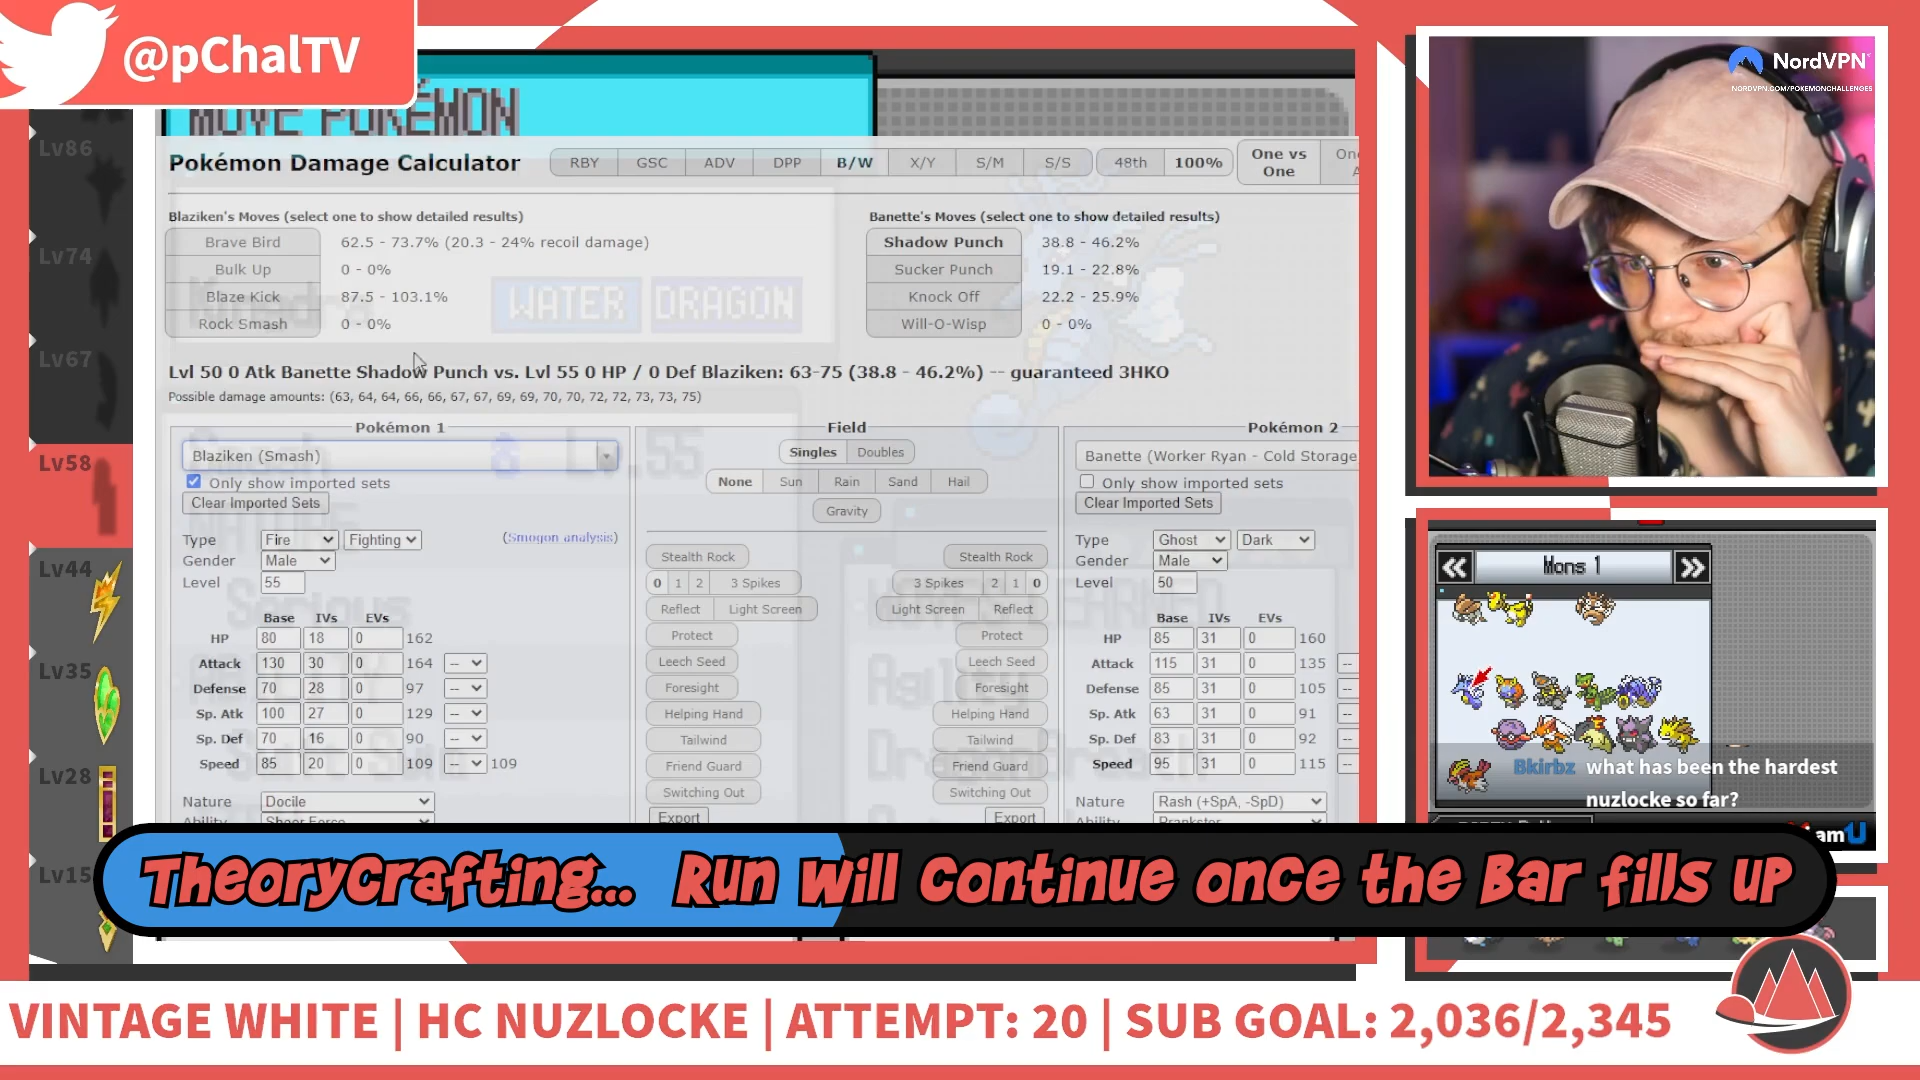 @pChalTV
MOVE POKÉMON
Pokémon Damage Calculator
RBY GSC ADV DPP B/W X/Y S/M S/S 48th 100% One vs One
Blaziken's Moves (select one to show detailed results)
Brave Bird 62.5 - 73.7% (20.3 - 24% recoil damage)
Bulk Up 0 - 0%
Blaze Kick 87.5 - 103.1%
Rock Smash 0 - 0%
Banette's Moves (select one to show detailed results)
Shadow Punch 38.8 - 46.2%
Sucker Punch 19.1 - 22.8%
Knock Off 22.2 - 25.9%
Will-O-Wisp 0 - 0%
WATER DRAGON
Lvl 50 0 Atk Banette Shadow Punch vs. Lvl 55 0 HP / 0 Def Blaziken: 63-75 (38.8 - 46.2%) -- guaranteed 3HKO
Possible damage amounts: (63, 64, 64, 66, 66, 67, 67, 69, 69, 70, 70, 72, 72, 73, 73, 75)
Pokémon 1
Blaziken (Smash)
Lv.55
Only show imported sets
Clear Imported Sets
Type Fire Fighting (Smogon analysis)
Gender Male
Level 55
Base IVs EVs
HP 80 18 0 162
Attack 130 30 0 164 --
Defense 70 28 0 97 --
Sp. Atk 100 27 0 129 --
Sp. Def 70 16 0 90 --
Speed 85 20 0 109 -- 109
Nature Docile
Ability Sheer Force
Serious
Field
Singles Doubles
None Sun Rain Sand Hail
Gravity
Stealth Rock Stealth Rock
0 1 2 3 Spikes 3 Spikes 2 1 0
Reflect Light Screen Light Screen Reflect
Protect Protect
Leech Seed Leech Seed
Foresight Foresight
Helping Hand Helping Hand
Tailwind Tailwind
Friend Guard Friend Guard
Switching Out Switching Out
Export Export
Pokémon 2
Banette (Worker Ryan - Cold Storage
Only show imported sets
Clear Imported Sets
Type Ghost Dark
Gender Male
Level 50
Base IVs EVs
HP 85 31 0 160
Attack 115 31 0 135 --
Defense 85 31 0 105 --
Sp. Atk 63 31 0 91 --
Sp. Def 83 31 0 92 --
Speed 95 31 0 115 --
Nature Rash (+SpA, -SpD)
Ability Prankster
Agility
Lv86
Lv74
Lv67
Lv58
Lv44
Lv35
Lv28
Lv15
NordVPN
NORDVPN.COM/POKEMONCHALLENGES
Mons 1
Bkirbz what has been the hardest
nuzlocke so far?
Theorycrafting... Run will continue once the Bar fills up
VINTAGE WHITE | HC NUZLOCKE | ATTEMPT: 20 | SUB GOAL: 2,036/2,345